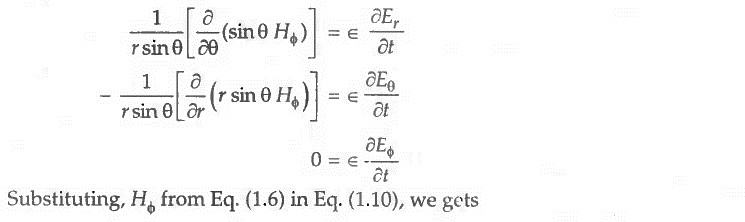 1/(r sin θ) [∂/∂θ (sin θ H_ϕ)] = ∈ ∂E_r/∂t
− 1/(r sin θ) [∂/∂r (r sin θ H_ϕ)] = ∈ ∂E_θ/∂t
0 = ∈ ∂E_ϕ/∂t
Substituting, H_ϕ from Eq. (1.6) in Eq. (1.10), we gets